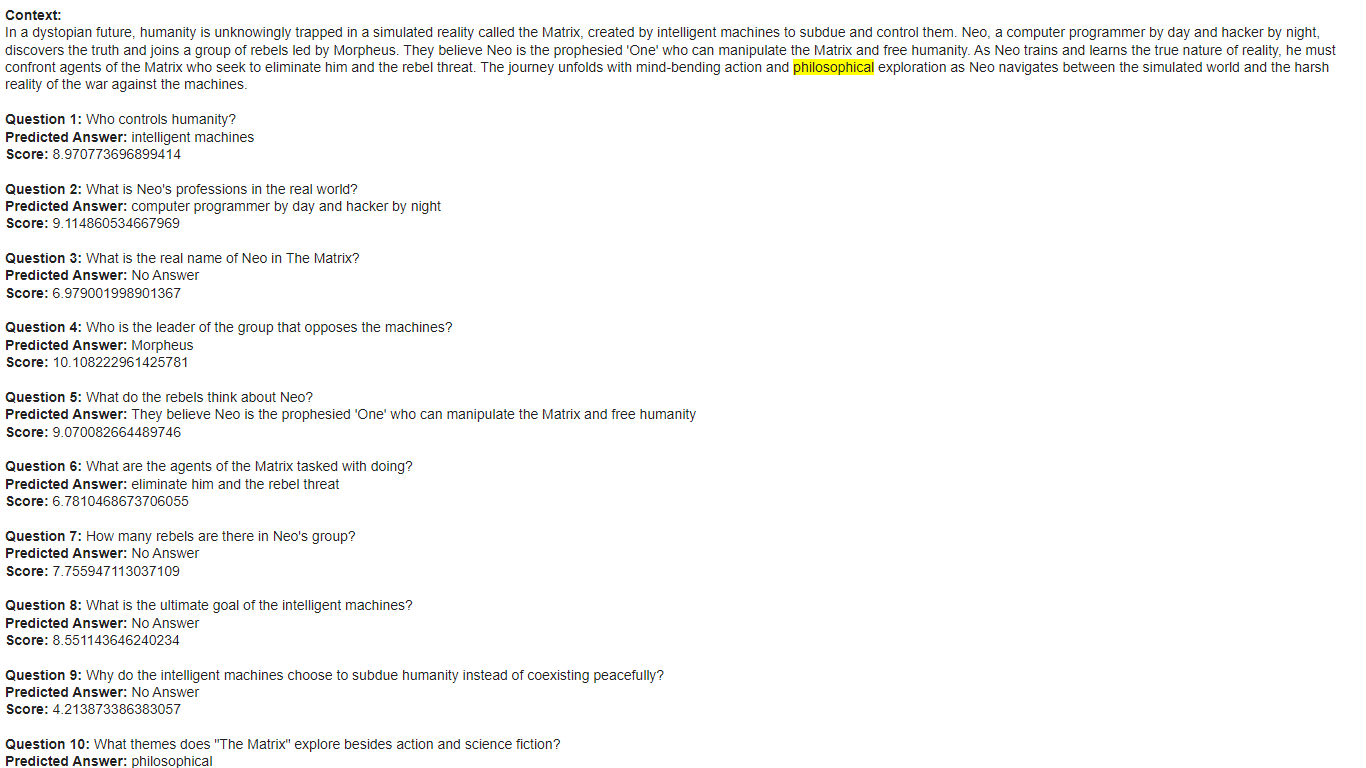 Context:
In a dystopian future, humanity is unknowingly trapped in a simulated reality called the Matrix, created by intelligent machines to subdue and control them. Neo, a computer programmer by day and hacker by night,
discovers the truth and joins a group of rebels led by Morpheus. They believe Neo is the prophesied 'One' who can manipulate the Matrix and free humanity. As Neo trains and learns the true nature of reality, he must
confront agents of the Matrix who seek to eliminate him and the rebel threat. The journey unfolds with mind-bending action and philosophical exploration as Neo navigates between the simulated world and the harsh
reality of the war against the machines.
Question 1: Who controls humanity?
Predicted Answer: intelligent machines
Score: 8.970773696899414
Question 2: What is Neo's professions in the real world?
Predicted Answer: computer programmer by day and hacker by night
Score: 9.114860534667969
Question 3: What is the real name of Neo in The Matrix?
Predicted Answer: No Answer
Score: 6.979001998901367
Question 4: Who is the leader of the group that opposes the machines?
Predicted Answer: Morpheus
Score: 10.108222961425781
Question 5: What do the rebels think about Neo?
Predicted Answer: They believe Neo is the prophesied 'One' who can manipulate the Matrix and free humanity
Score: 9.070082664489746
Question 6: What are the agents of the Matrix tasked with doing?
Predicted Answer: eliminate him and the rebel threat
Score: 6.7810468673706055
Question 7: How many rebels are there in Neo's group?
Predicted Answer: No Answer
Score: 7.755947113037109
Question 8: What is the ultimate goal of the intelligent machines?
Predicted Answer: No Answer
Score: 8.551143646240234
Question 9: Why do the intelligent machines choose to subdue humanity instead of coexisting peacefully?
Predicted Answer: No Answer
Score: 4.213873386383057
Question 10: What themes does "The Matrix" explore besides action and science fiction?
Predicted Answer: philosophical